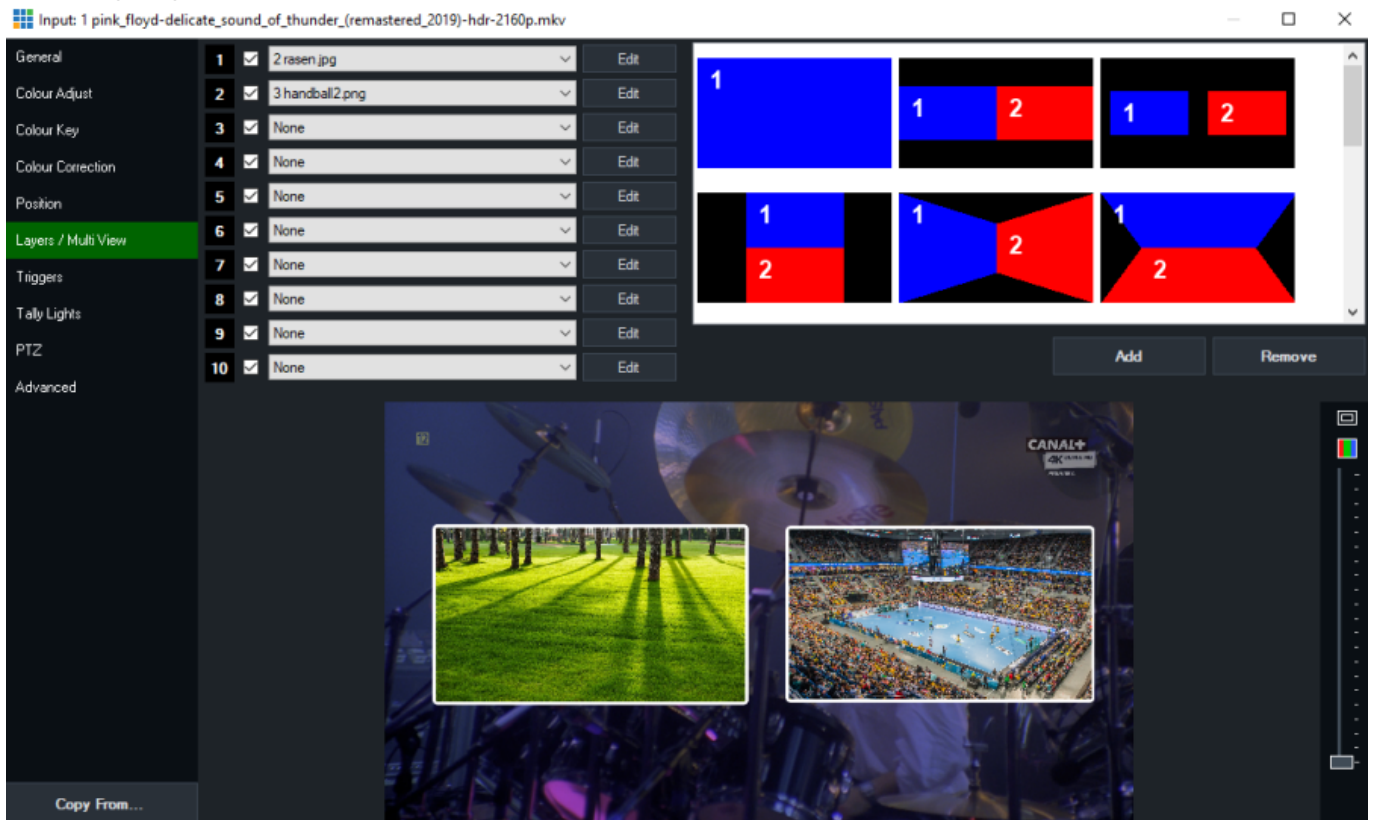 Input: 1 pink_floyd-delicate_sound_of_thunder_(remastered_2019)-hdr-2160p.mkv
General
Colour Adjust
Colour Key
Colour Correction
Position
Layers / Multi View
Triggers
Tally Lights
PTZ
Advanced
Copy From...
1 2 rasen.jpg Edit
2 3 handball2.png Edit
3 None Edit
4 None Edit
5 None Edit
6 None Edit
7 None Edit
8 None Edit
9 None Edit
10 None Edit
1
1 2
1 2
1
2
1 2
1
2
Add Remove
12
CANAL+
4K